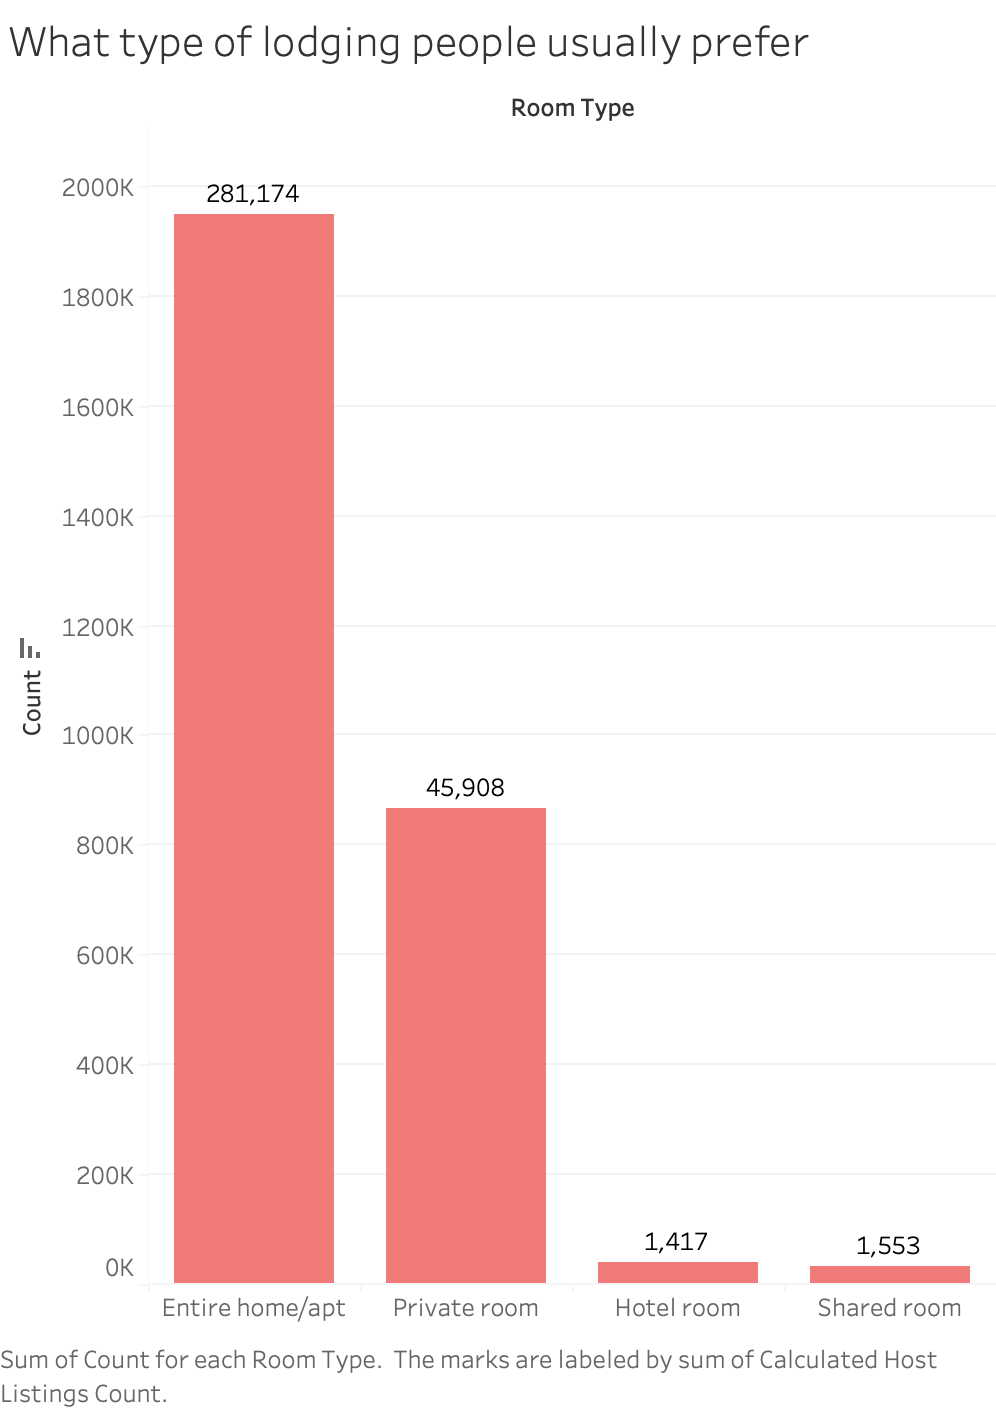 What type of lodging people usually prefer
Room Type
Count
2000K
1800K
1600K
1400K
1200K
1000K
800K
600K
400K
200K
0K
281,174
45,908
1,417
1,553
Entire home/apt
Private room
Hotel room
Shared room
Sum of Count for each Room Type. The marks are labeled by sum of Calculated Host
Listings Count.